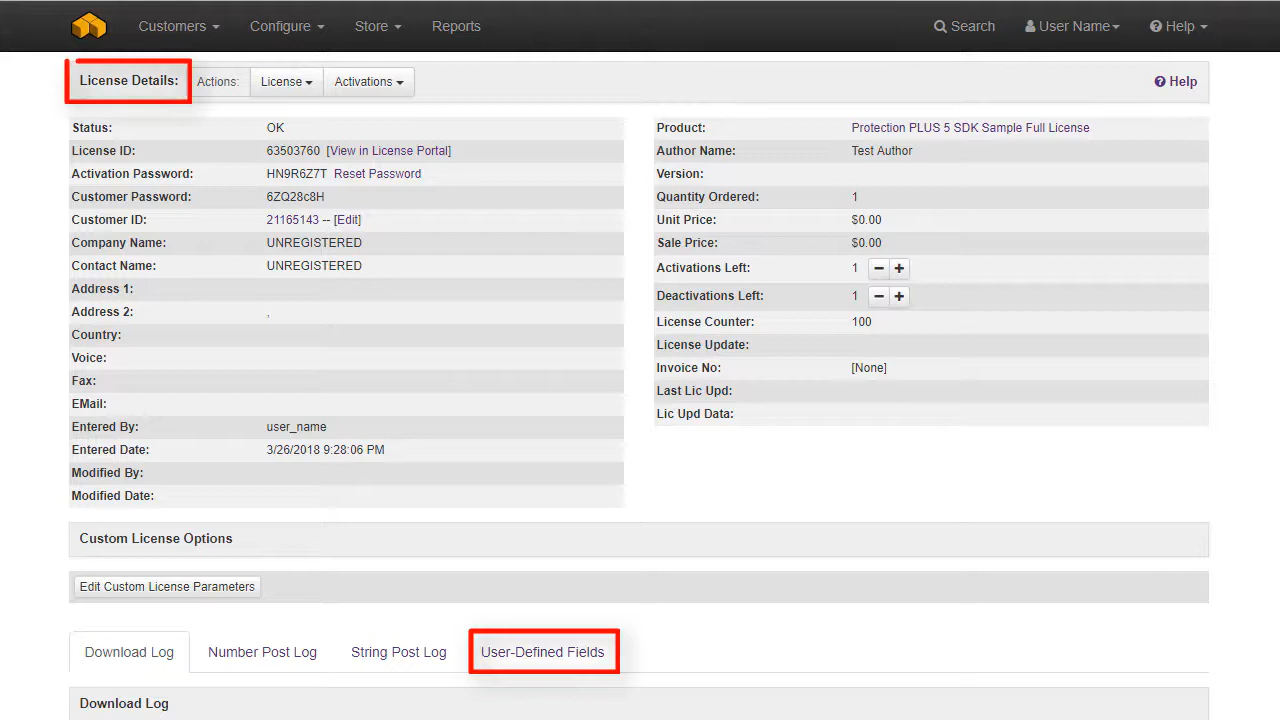 Customers Configure Store Reports Search User Name Help
License Details: Actions: License Activations Help
Status: OK
License ID: 63503760 [View in License Portal]
Activation Password: HN9R6Z7T Reset Password
Customer Password: 6ZQ28c8H
Customer ID: 21165143 -- [Edit]
Company Name: UNREGISTERED
Contact Name: UNREGISTERED
Address 1:
Address 2: ,
Country:
Voice:
Fax:
EMail:
Entered By: user_name
Entered Date: 3/26/2018 9:28:06 PM
Modified By:
Modified Date:
Product: Protection PLUS 5 SDK Sample Full License
Author Name: Test Author
Version:
Quantity Ordered: 1
Unit Price: $0.00
Sale Price: $0.00
Activations Left: 1
Deactivations Left: 1
License Counter: 100
License Update:
Invoice No: [None]
Last Lic Upd:
Lic Upd Data:
Custom License Options
Edit Custom License Parameters
Download Log Number Post Log String Post Log User-Defined Fields
Download Log